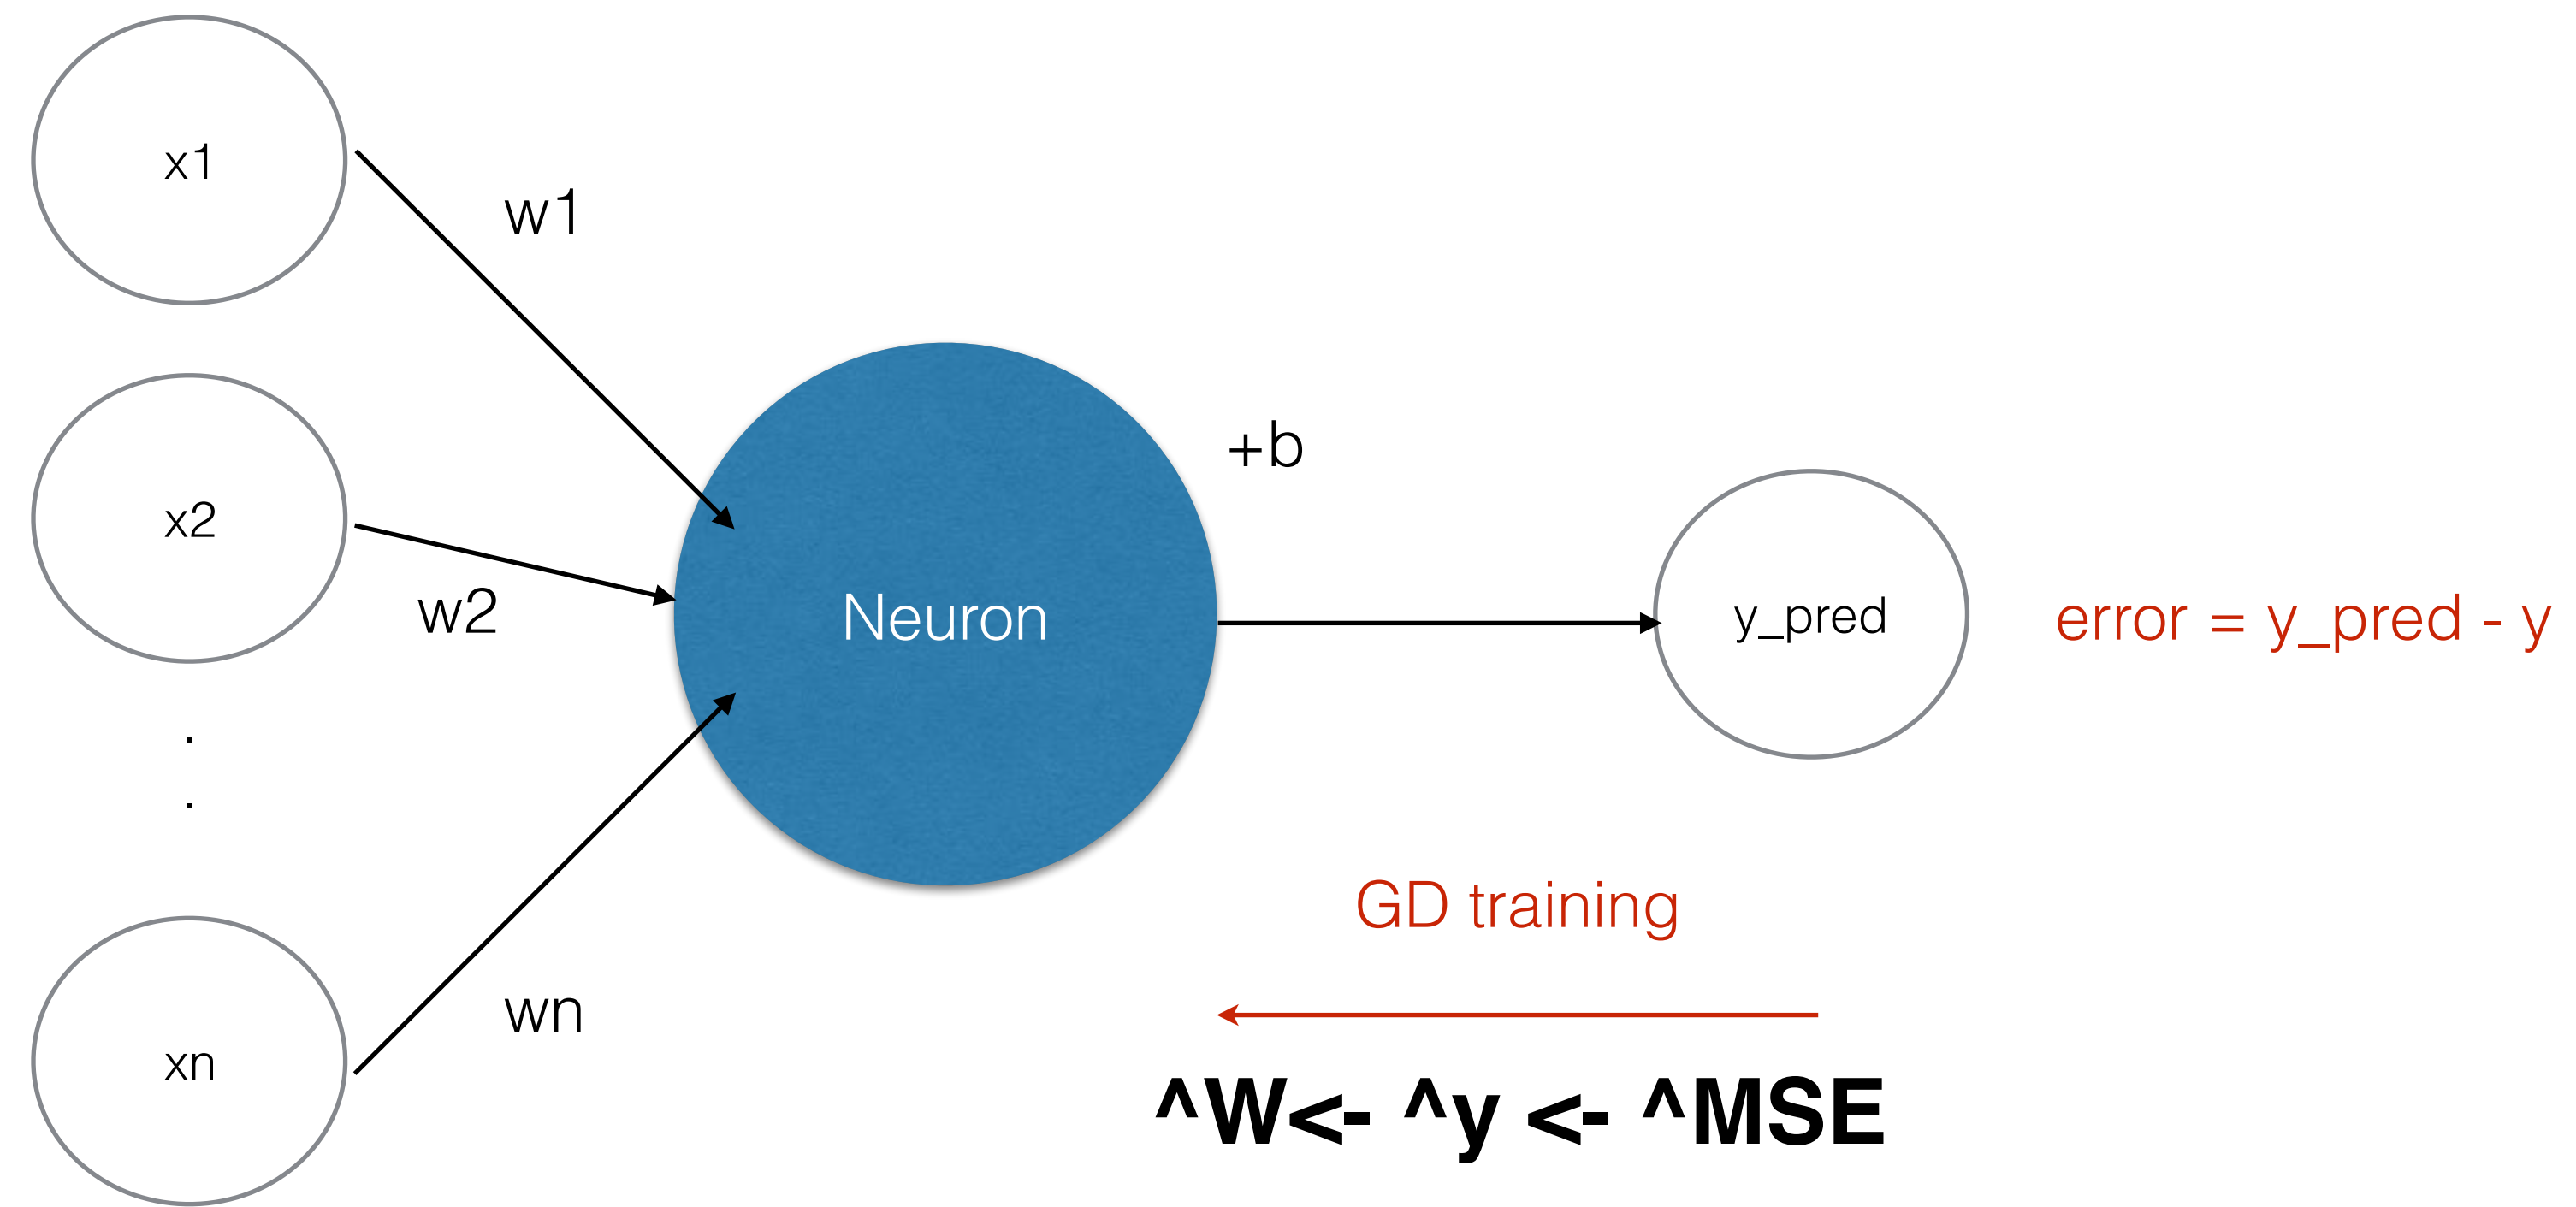 x1
w1
x2
w2
.
.
xn
wn
Neuron
+b
y_pred
error = y_pred - y
GD training
^W<- ^y <- ^MSE